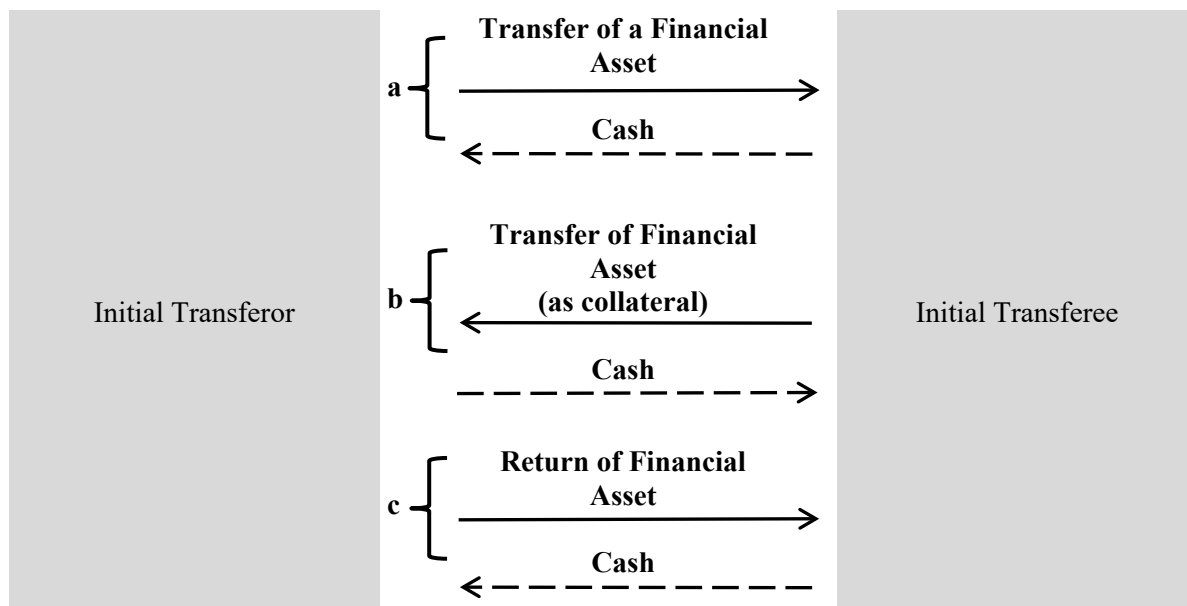 Transfer of a Financial
Asset
a
Cash
Transfer of Financial
Asset
(as collateral)
b
Cash
Initial Transferor
Initial Transferee
Return of Financial
Asset
c
Cash